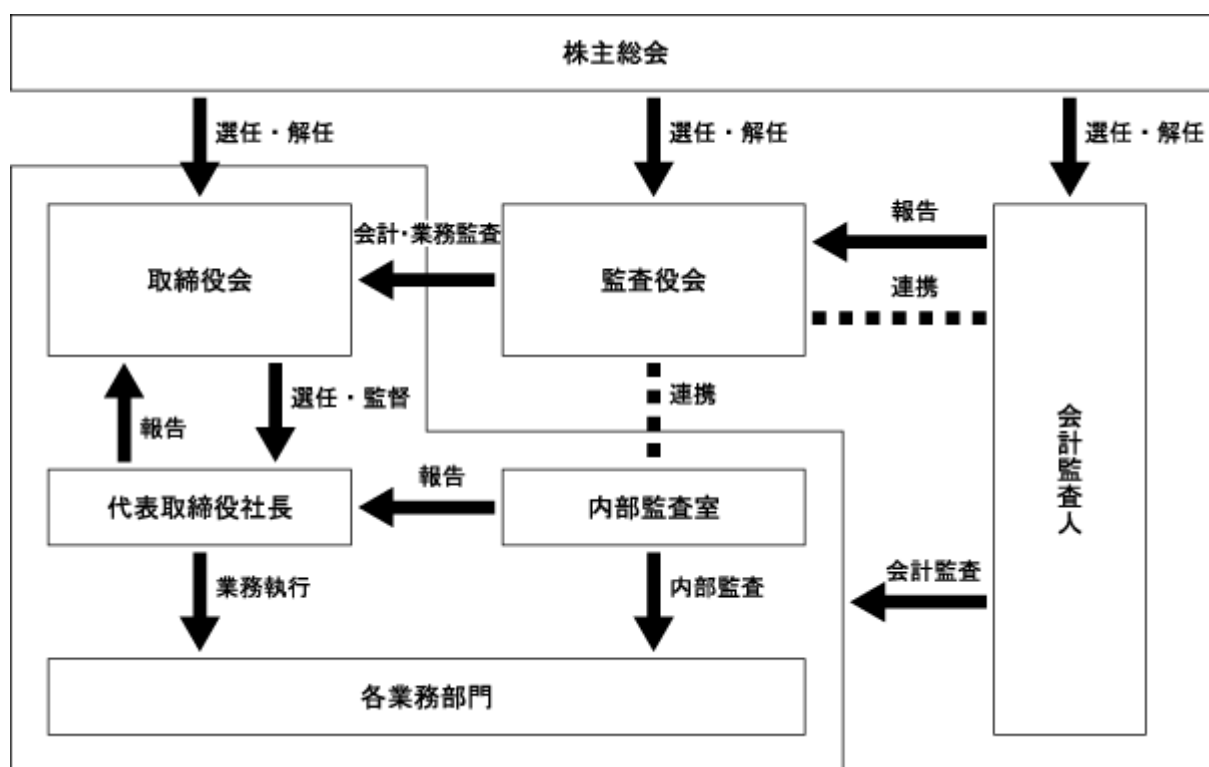 株主総会
選任・解任
選任・解任
選任・解任
取締役会
会計・業務監査
監査役会
報告
連携
会計監査人
報告
選任・監督
連携
代表取締役社長
報告
内部監査室
業務執行
内部監査
会計監査
各業務部門